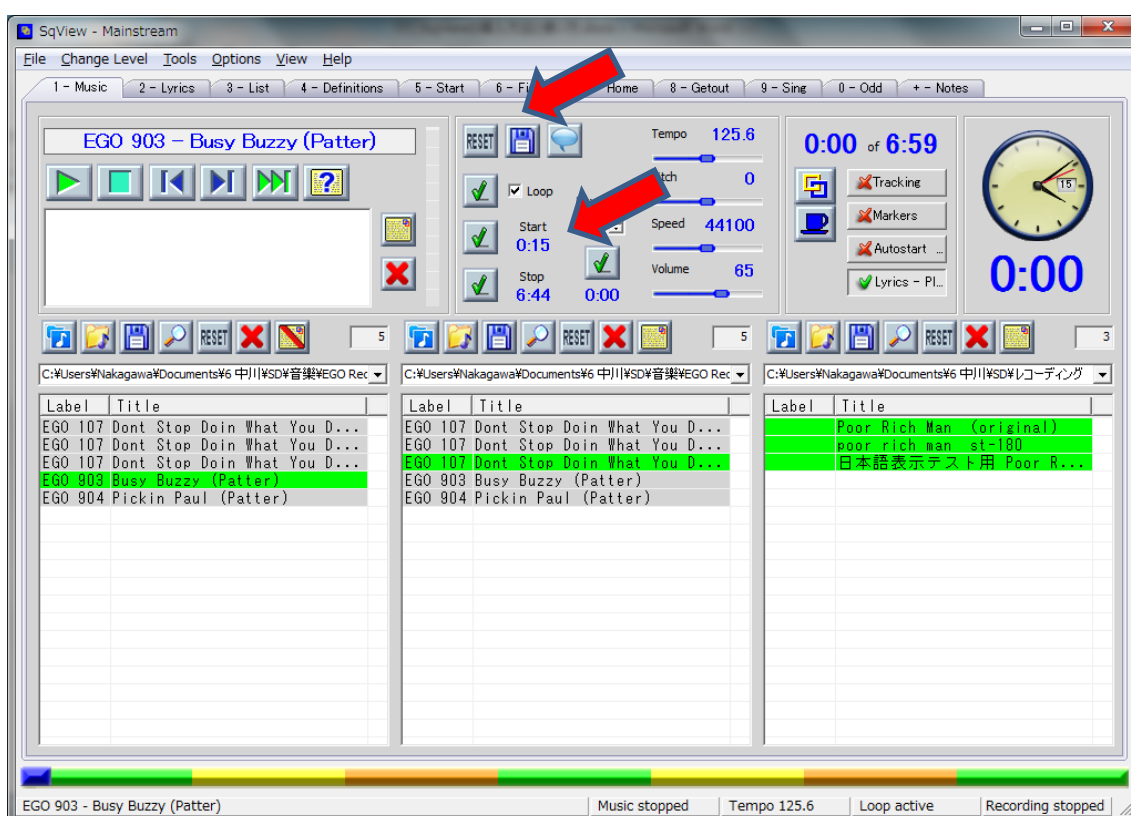 SqView - Mainstream
File Change Level Tools Options View Help
1 - Music 2 - Lyrics 3 - List 4 - Definitions 5 - Start 6 - Home 8 - Getout 9 - Sing 0 - Odd + - Notes
EGO 903 - Busy Buzzy (Patter)
RESET
Tempo 125.6
0:00 of 6:59
Loop
0
Tracking
15
Start
0:15
Speed 44100
Markers
Autostart ...
Stop
6:44
0:00
Volume 65
Lyrics - Pl...
0:00
RESET 5
RESET 5
RESET 3
C:¥Users¥Nakagawa¥Documents¥6 中川¥SD¥音樂¥EGO Rec
C:¥Users¥Nakagawa¥Documents¥6 中川¥SD¥音樂¥EGO Rec
C:¥Users¥Nakagawa¥Documents¥6 中川¥SD¥レコーディング
Label Title
EGO 107 Dont Stop Doin What You D...
EGO 107 Dont Stop Doin What You D...
EGO 107 Dont Stop Doin What You D...
EGO 903 Busy Buzzy (Patter)
EGO 904 Pickin Paul (Patter)
Label Title
EGO 107 Dont Stop Doin What You D...
EGO 107 Dont Stop Doin What You D...
EGO 107 Dont Stop Doin What You D...
EGO 903 Busy Buzzy (Patter)
EGO 904 Pickin Paul (Patter)
Label Title
Poor Rich Man (original)
poor rich man st-180
日本語表示テスト用 Poor R...
EGO 903 - Busy Buzzy (Patter)
Music stopped
Tempo 125.6
Loop active
Recording stopped